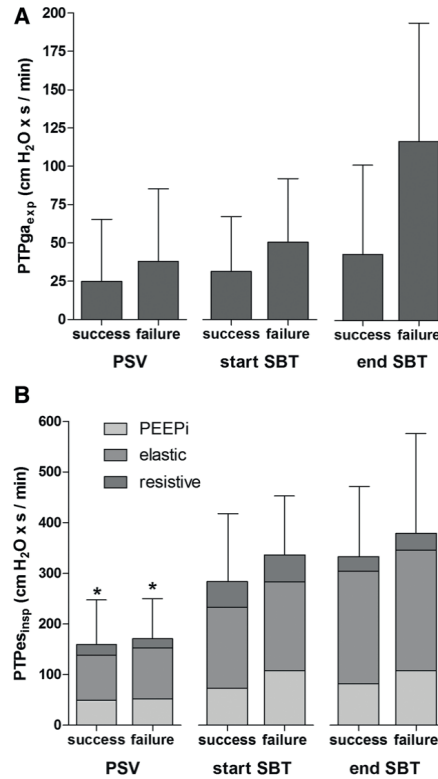 A
PTPga_exp (cm H₂O x s / min)
200
175
150
125
100
75
50
25
0
success failure success failure success failure
PSV start SBT end SBT
B
PTPes_insp (cm H₂O x s / min)
600
500
400
300
200
100
0
PEEPi
elastic
resistive
* *
success failure success failure success failure
PSV start SBT end SBT